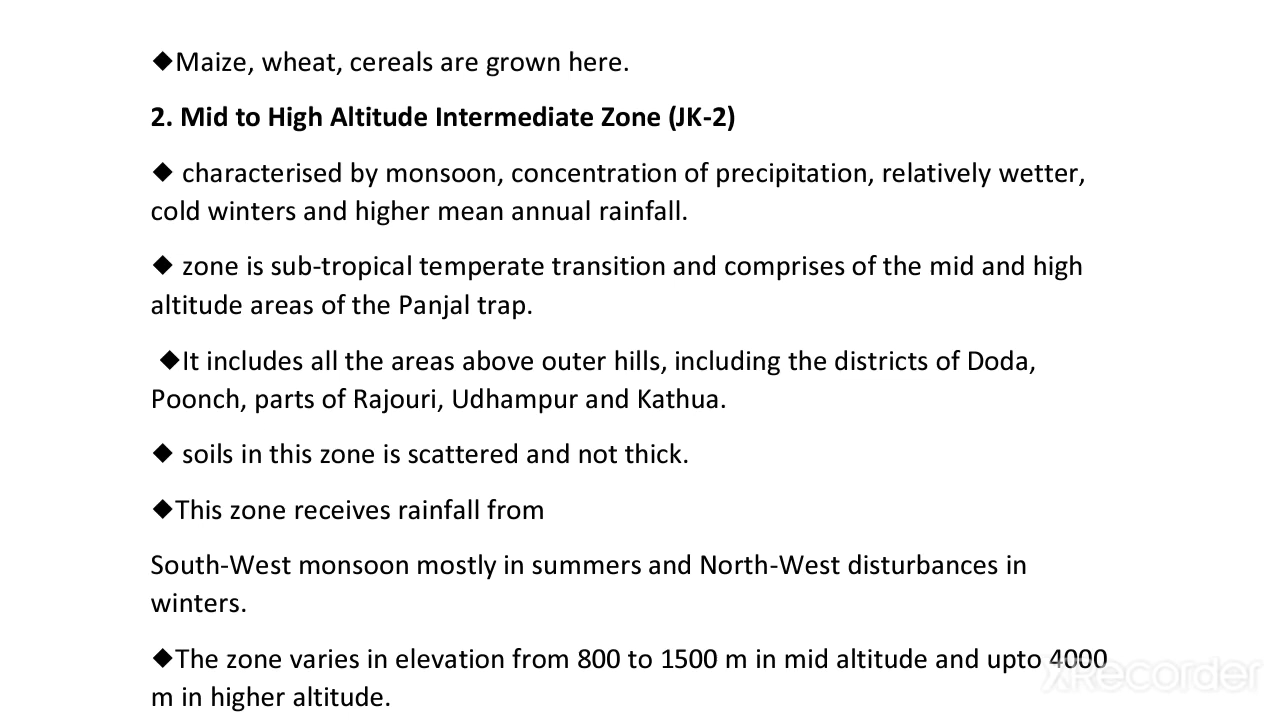 ◆Maize, wheat, cereals are grown here.
2. Mid to High Altitude Intermediate Zone (JK-2)
◆ characterised by monsoon, concentration of precipitation, relatively wetter,
cold winters and higher mean annual rainfall.
◆ zone is sub-tropical temperate transition and comprises of the mid and high
altitude areas of the Panjal trap.
◆It includes all the areas above outer hills, including the districts of Doda,
Poonch, parts of Rajouri, Udhampur and Kathua.
◆ soils in this zone is scattered and not thick.
◆This zone receives rainfall from
South-West monsoon mostly in summers and North-West disturbances in
winters.
◆The zone varies in elevation from 800 to 1500 m in mid altitude and upto 4000
m in higher altitude.
XRecorder